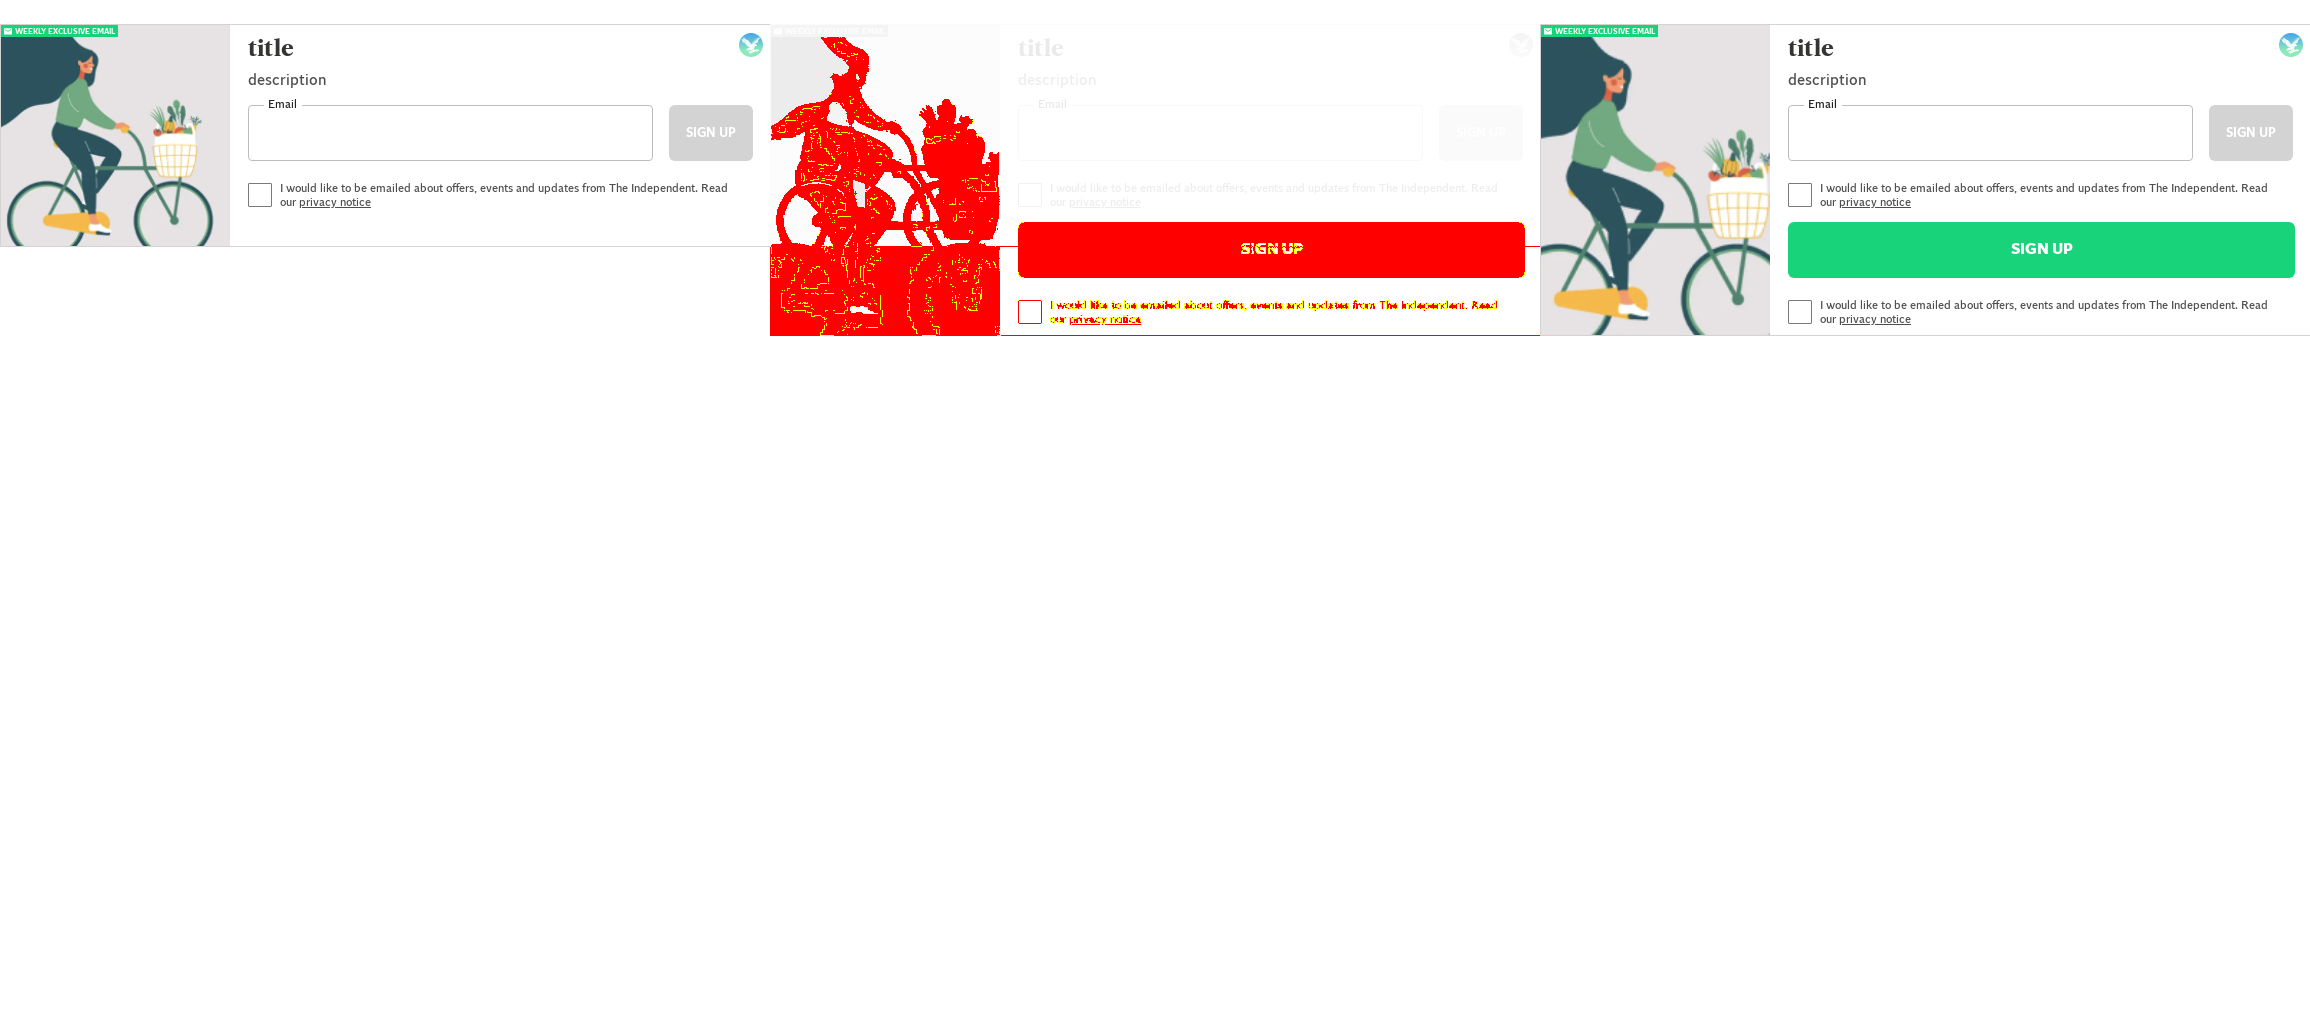 WEEKLY EXCLUSIVE EMAIL
title
description
Email
SIGN UP
I would like to be emailed about offers, events and updates from The Independent. Read
our privacy notice
WEEKLY EXCLUSIVE EMAIL
title
description
Email
SIGN UP
I would like to be emailed about offers, events and updates from The Independent. Read
our privacy notice
SIGN UP
I would like to be emailed about offers, events and updates from The Independent. Read
our privacy notice
WEEKLY EXCLUSIVE EMAIL
title
description
Email
SIGN UP
I would like to be emailed about offers, events and updates from The Independent. Read
our privacy notice
SIGN UP
I would like to be emailed about offers, events and updates from The Independent. Read
our privacy notice